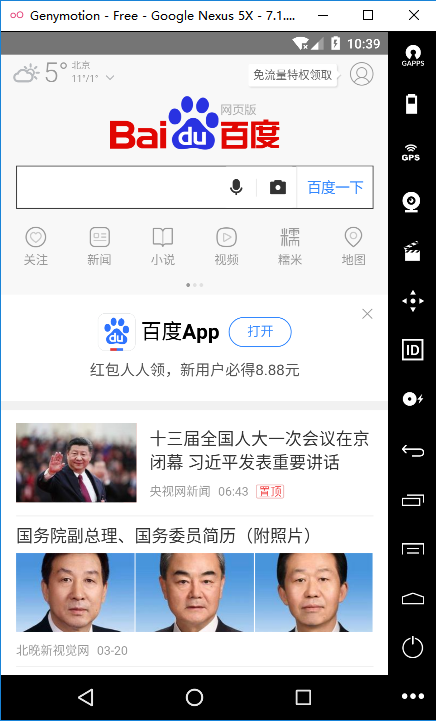 Genymotion - Free - Google Nexus 5X - 7.1....
10:39
5°
北京
11°/1°
免流量特权领取
网页版
Bai du 百度
百度一下
关注
新闻
小说
视频
糯
糯米
地图
百度App
打开
红包人人领，新用户必得8.88元
十三届全国人大一次会议在京
闭幕 习近平发表重要讲话
央视网新闻 06:43 置顶
国务院副总理、国务委员简历（附照片）
北晚新视觉网 03-20
GAPPS
GPS
ID